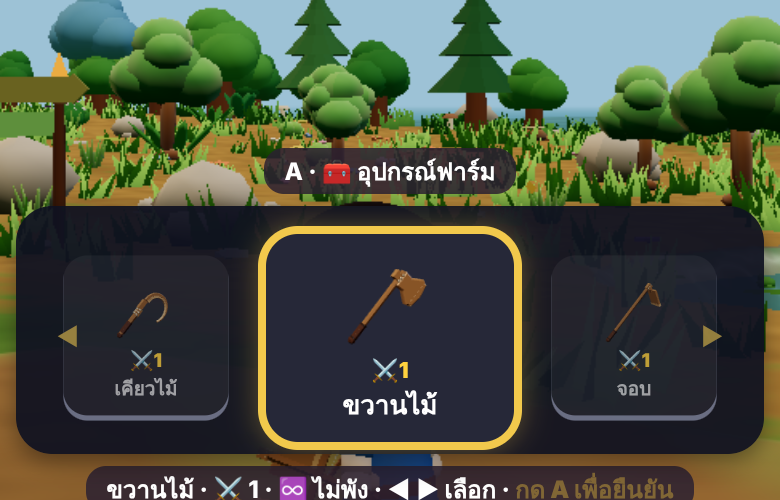 A · 🧰 อุปกรณ์ฟาร์ม
⚔️1
เคียวไม้
⚔️1
ขวานไม้
⚔️1
จอบ
ขวานไม้ · ⚔️ 1 · ♾️ ไม่พัง · ◀ ▶ เลือก · กด A เพื่อยืนยัน